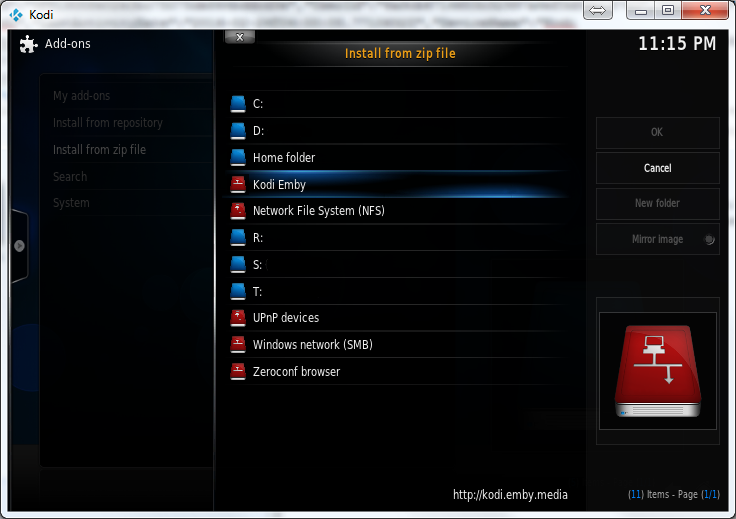 Kodi
Add-ons
x
Install from zip file
11:15 PM
My add-ons
Install from repository
Install from zip file
Search
System
C:
D:
Home folder
Kodi Emby
Network File System (NFS)
R:
S:
T:
UPnP devices
Windows network (SMB)
Zeroconf browser
OK
Cancel
New folder
Mirror image
http://kodi.emby.media
(11) Items - Page (1/1)